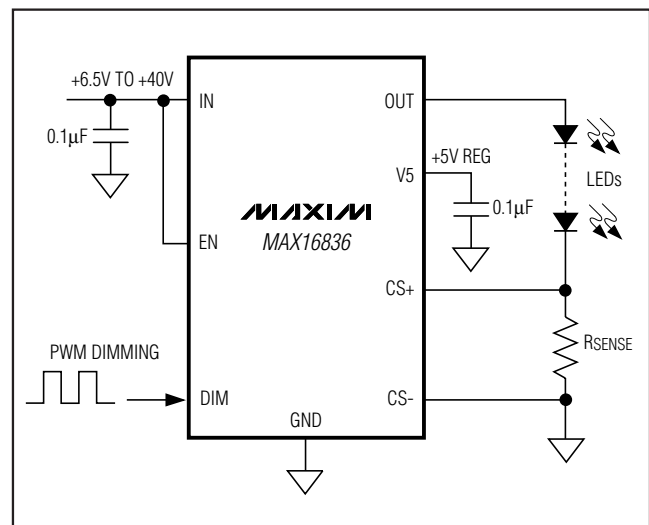 +6.5V TO +40V
IN
OUT
0.1µF
+5V REG
V5
LEDs
0.1µF
MAXIM
MAX16836
EN
CS+
RSENSE
PWM DIMMING
DIM
CS-
GND